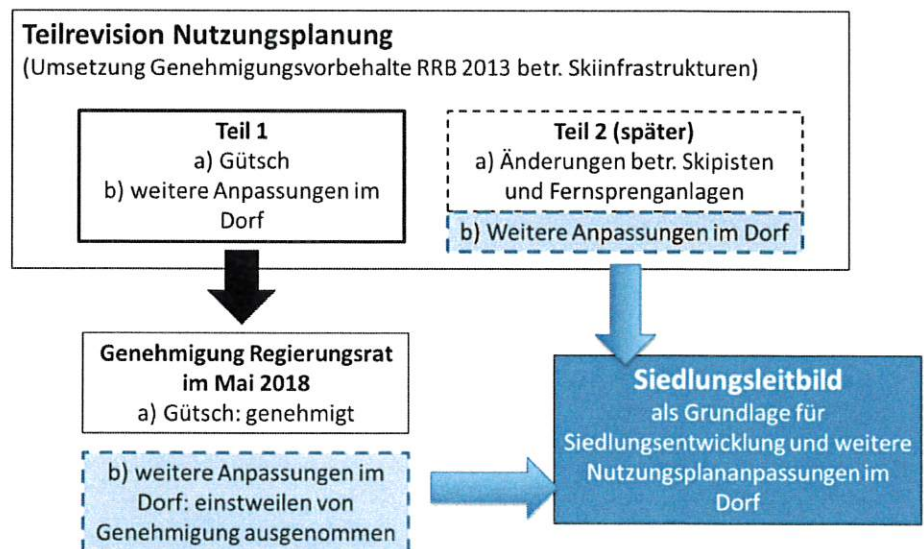 Teilrevision Nutzungsplanung
(Umsetzung Genehmigungsvorbehalte RRB 2013 betr. Skiinfrastrukturen)
Teil 1
a) Gütsch
b) weitere Anpassungen im
Dorf
Teil 2 (später)
a) Änderungen betr. Skipisten
und Fernsprenganlagen
b) Weitere Anpassungen im Dorf
Genehmigung Regierungsrat
im Mai 2018
a) Gütsch: genehmigt
b) weitere Anpassungen im
Dorf: einstweilen von
Genehmigung ausgenommen
Siedlungsleitbild
als Grundlage für
Siedlungsentwicklung und weitere
Nutzungsplananpassungen im
Dorf